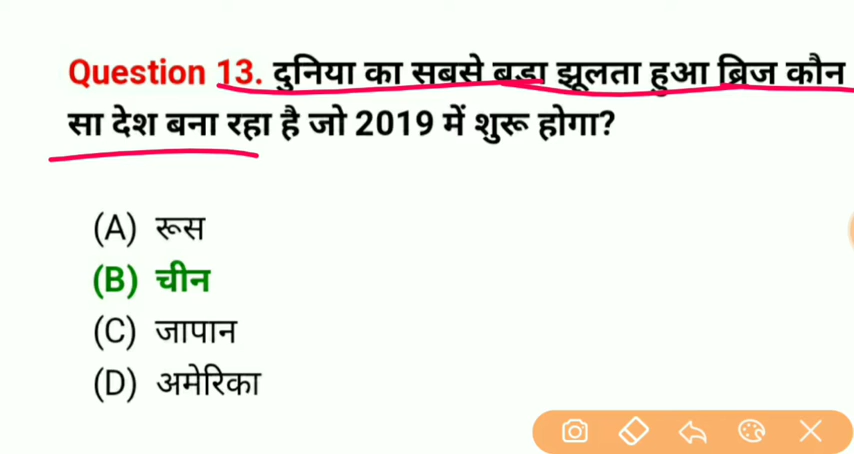 Question 13. दुनिया का सबसे बडा झूलता हुआ ब्रिज कौन
सा देश बना रहा है जो 2019 में शुरू होगा?
(A) रूस
(B) चीन
(C) जापान
(D) अमेरिका